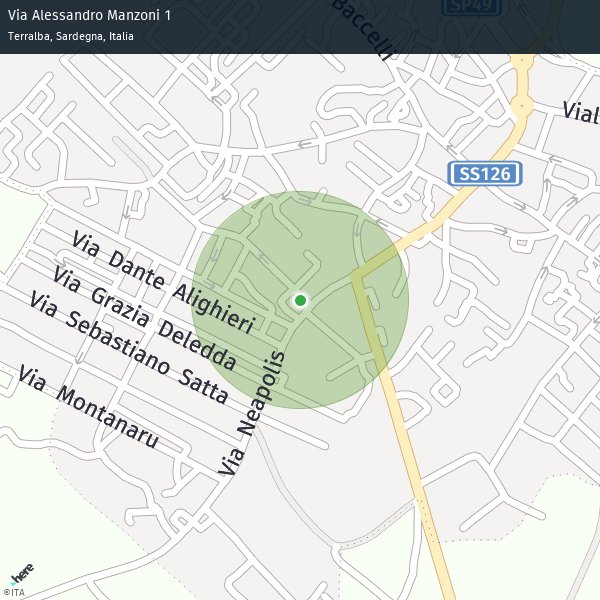 Via Alessandro Manzoni 1
Terralba, Sardegna, Italia
SP49
Baccelli
Vial
SS126
Via Dante Alighieri
Via Grazia Deledda
Via Sebastiano Satta
Via Montanaru
Via Neapolis
here
©ITA